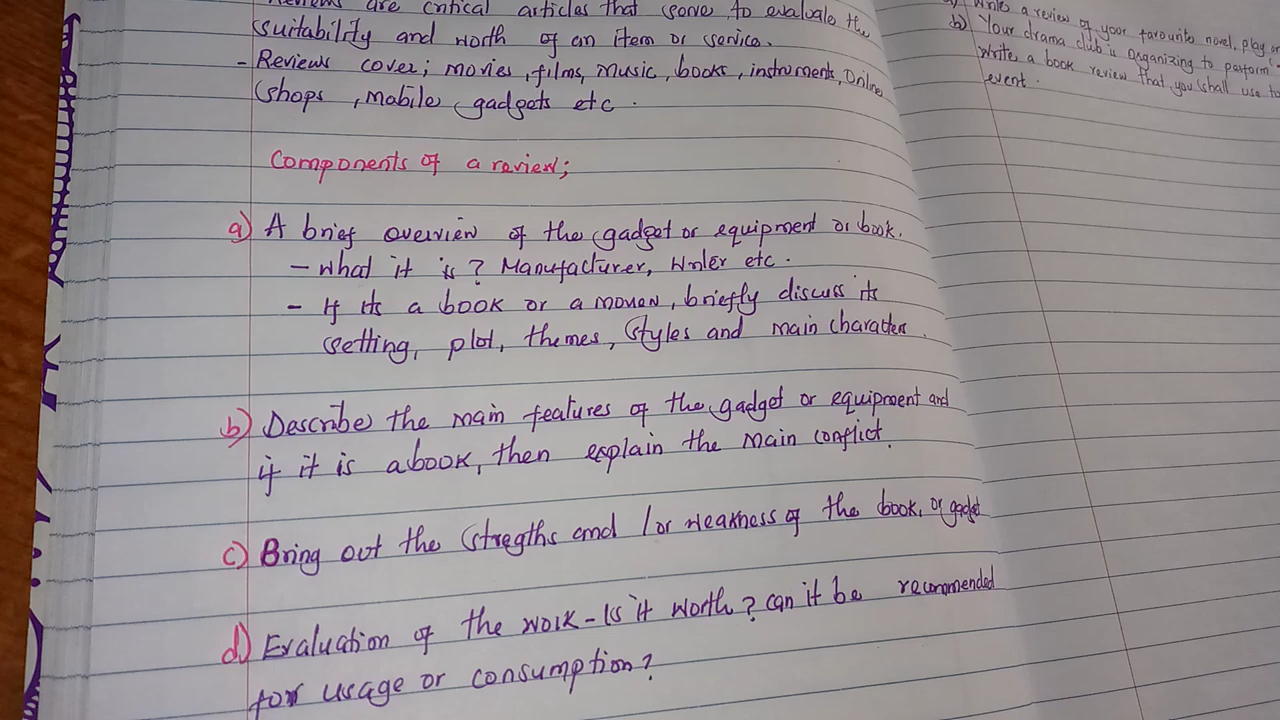 Reviews are critical articles that serve to evaluate the
suitability and worth of an item or service.
- Reviews cover; movies, films, music, books, instruments, Online
shops, mobile gadgets etc.
Components of a review;
a) A brief overview of the gadget or equipment or book.
- What it is? Manufacturer, Writer etc.
- If its a book or a, briefly discuss its
setting, plot, themes, styles and main characters.
b) Describe the main features of the gadget or equipment and
if it is a book, then explain the main conflict.
c) Bring out the stregths and /or weakness of the book, or gadget
d) Evaluation of the work - Is it worth? can it be recommended
for usage or consumption?
a) Write a review of your favourite novel, play or
b) Your drama club is organizing to perform
Write a book review that you shall use to
event.